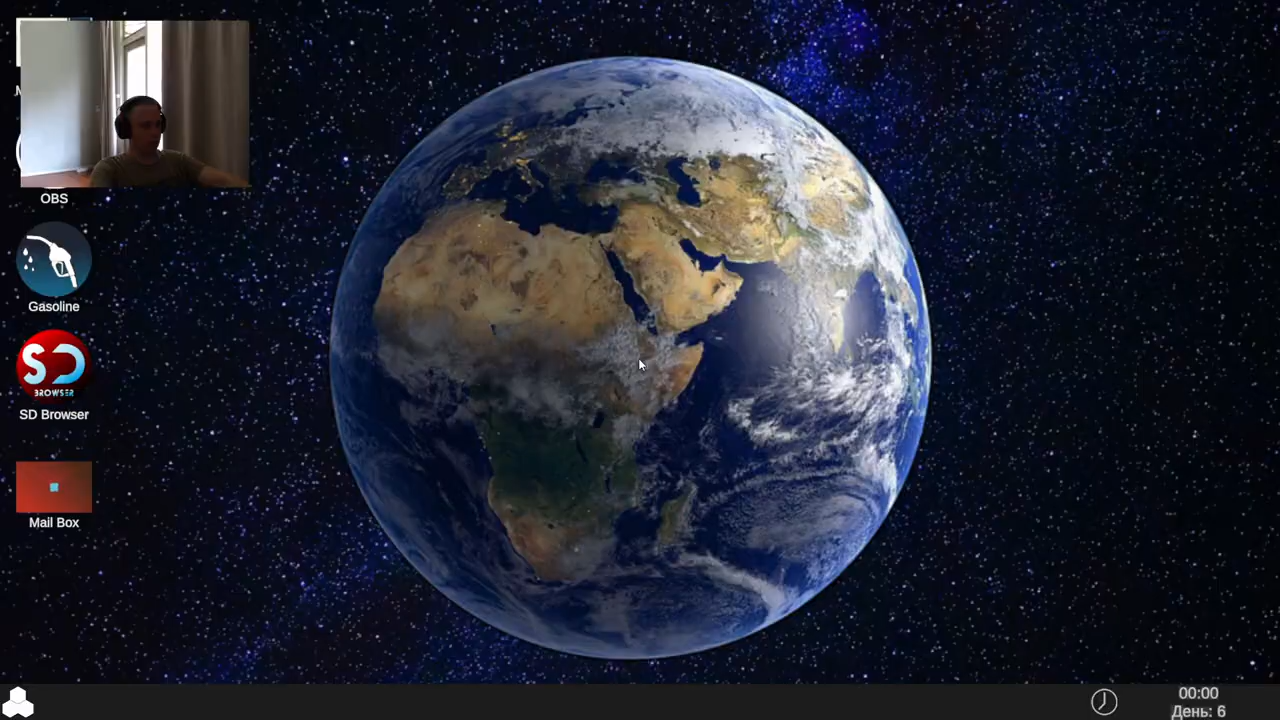 OBS
Gasoline
SD
BROWSER
SD Browser
Mail Box
00:00
День: 6